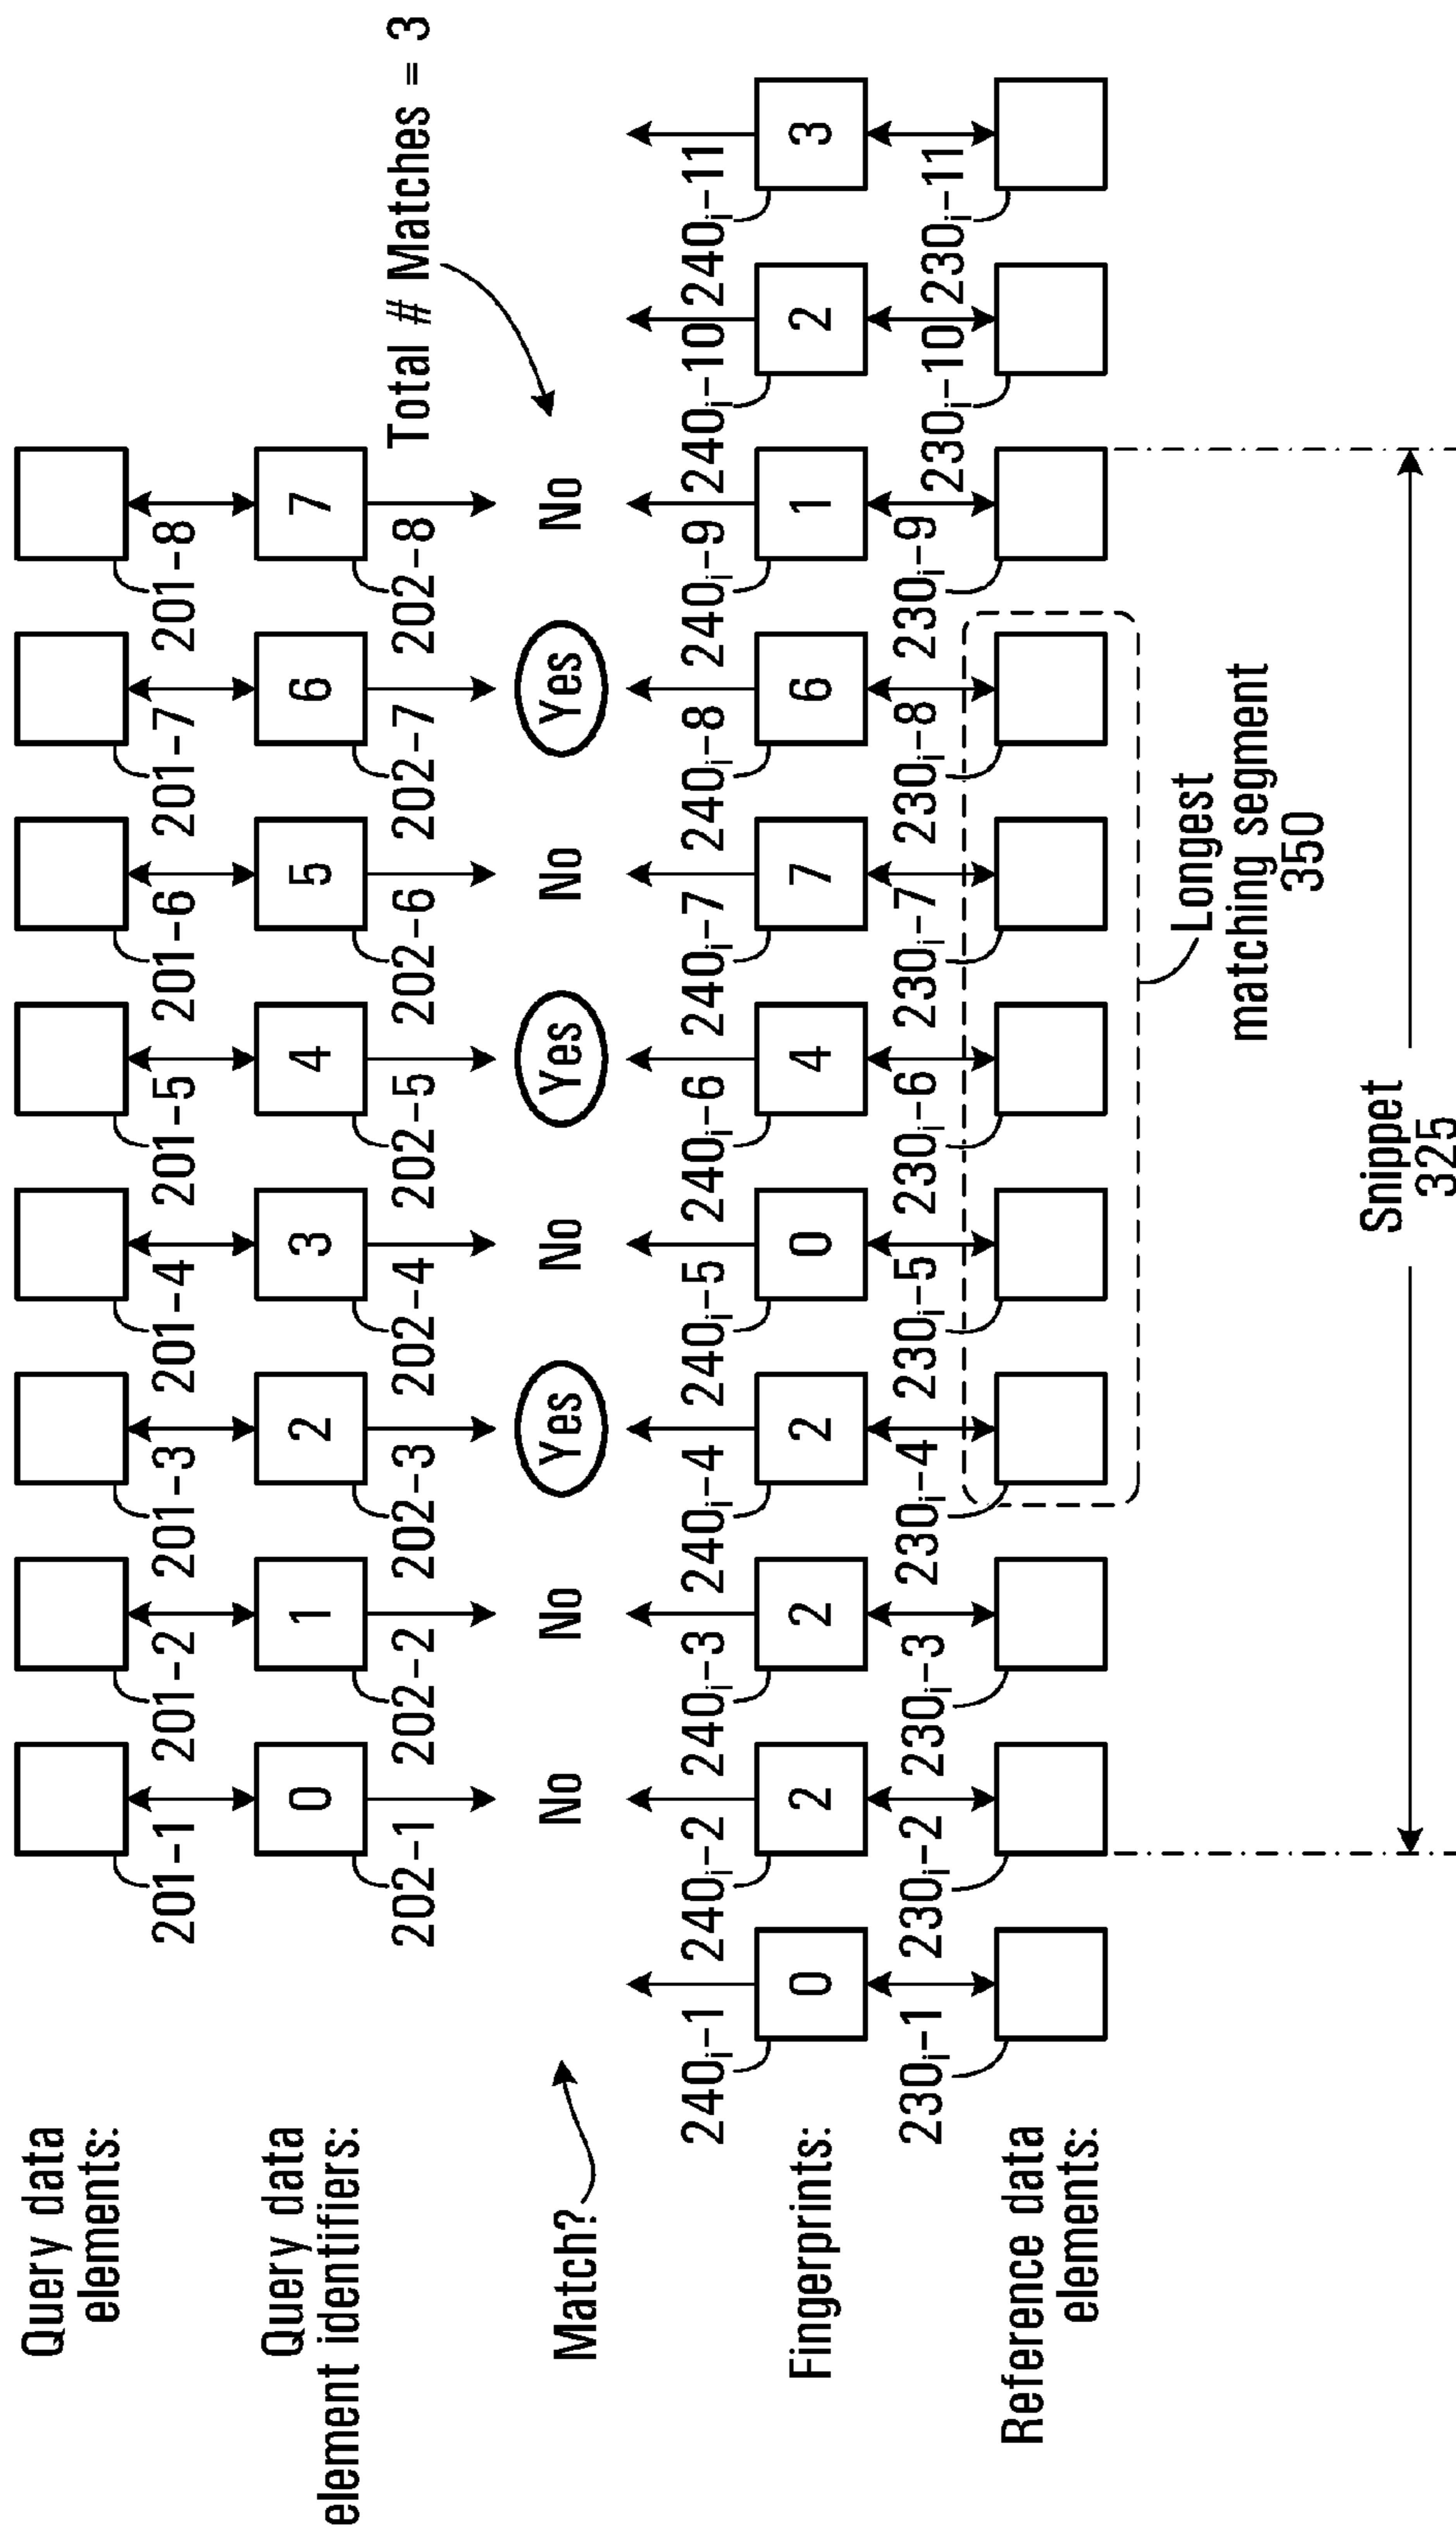 Query data
elements:
201-1 201-2 201-3 201-4 201-5 201-6 201-7 201-8
Query data
element identifiers:
0 1 2 3 4 5 6 7
202-1 202-2 202-3 202-4 202-5 202-6 202-7 202-8
Total # Matches = 3
Match?
No No Yes No Yes No Yes No
240i-1 240i-2 240i-3 240i-4 240i-5 240i-6 240i-7 240i-8 240i-9 240i-10 240i-11
Fingerprints:
0 2 2 2 0 4 7 6 1 2 3
230i-1 230i-2 230i-3 230i-4 230i-5 230i-6 230i-7 230i-8 230i-9 230i-10 230i-11
Reference data
elements:
Longest
matching segment
350
Snippet
325